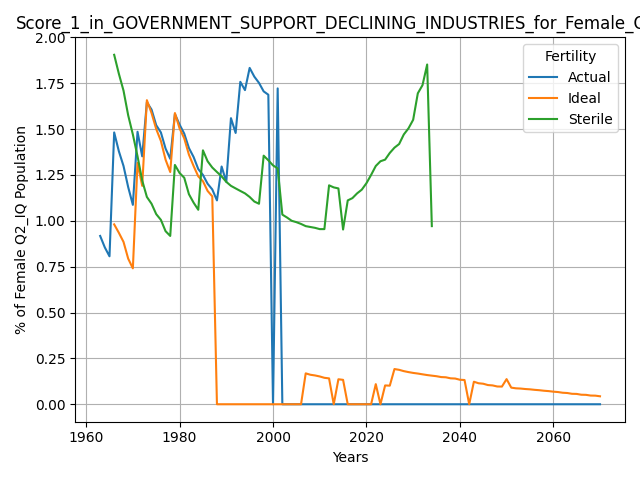 Score_1_in_GOVERNMENT_SUPPORT_DECLINING_INDUSTRIES_for_Female_
2.00
1.75
1.50
1.25
1.00
0.75
0.50
0.25
0.00
% of Female Q2_IQ Population
Fertility
Actual
Ideal
Sterile
1960
1980
2000
2020
2040
2060
Years